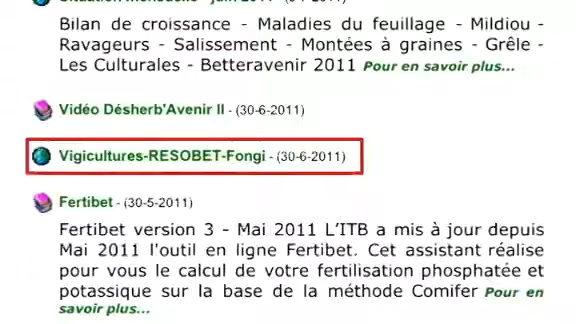 Situation mensuelle - juin 2011 -
Bilan de croissance - Maladies du feuillage - Mildiou -
Ravageurs - Salissement - Montées à graines - Grêle -
Les Culturales - Betteravenir 2011 Pour en savoir plus...
Vidéo Désherb'Avenir II - (30-6-2011)
Vigicultures-RESOBET-Fongi - (30-6-2011)
Fertibet - (30-5-2011)
Fertibet version 3 - Mai 2011 L’ITB a mis à jour depuis
Mai 2011 l'outil en ligne Fertibet. Cet assistant réalise
pour vous le calcul de votre fertilisation phosphatée et
potassique sur la base de la méthode Comifer Pour en
savoir plus...